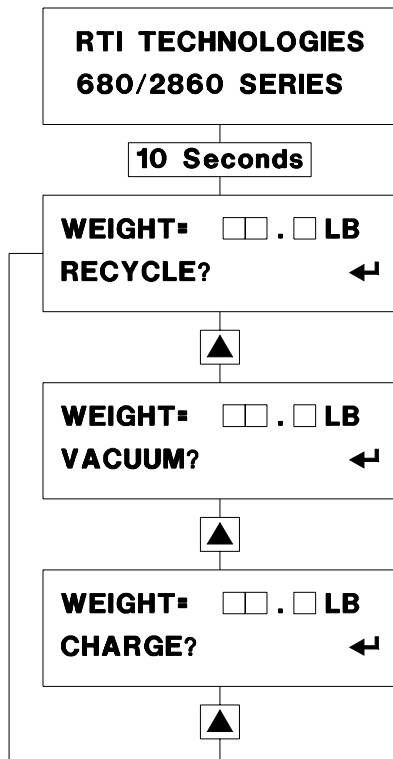 RTI TECHNOLOGIES
680/2860 SERIES
10 Seconds
WEIGHT= □□.□ LB
RECYCLE? ↵
▲
WEIGHT= □□.□ LB
VACUUM? ↵
▲
WEIGHT= □□.□ LB
CHARGE? ↵
▲